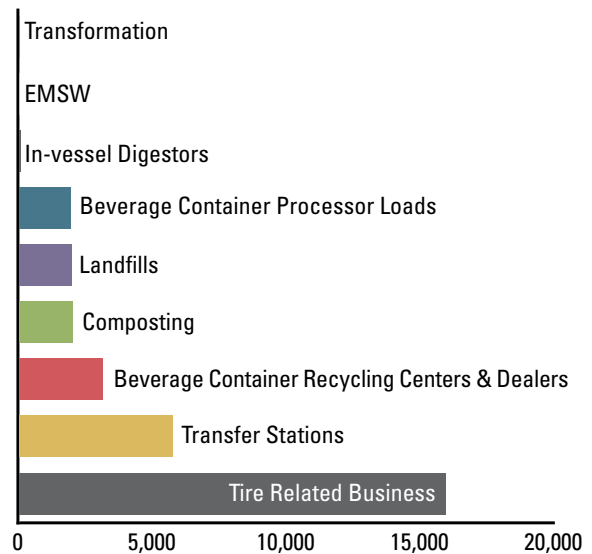 Transformation
EMSW
In-vessel Digestors
Beverage Container Processor Loads
Landfills
Composting
Beverage Container Recycling Centers & Dealers
Transfer Stations
Tire Related Business
0 5,000 10,000 15,000 20,000